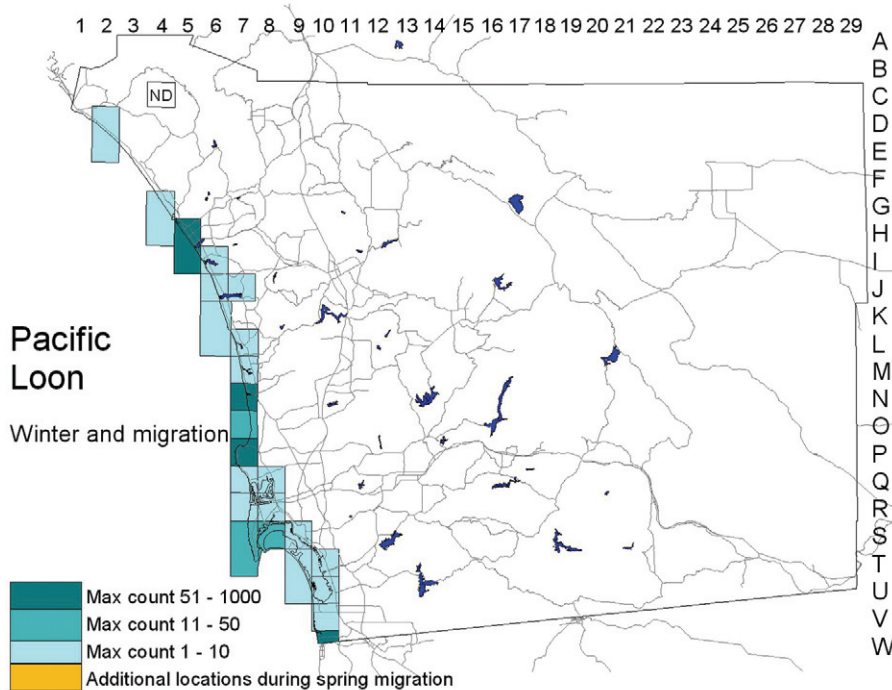 1 2 3 4 5 6 7 8 9 10 11 12 13 14 15 16 17 18 19 20 21 22 23 24 25 26 27 28 29
A
B
C
D
E
F
G
H
I
J
K
L
M
N
O
P
Q
R
S
T
U
V
W
ND
Pacific
Loon
Winter and migration
Max count 51 - 1000
Max count 11 - 50
Max count 1 - 10
Additional locations during spring migration